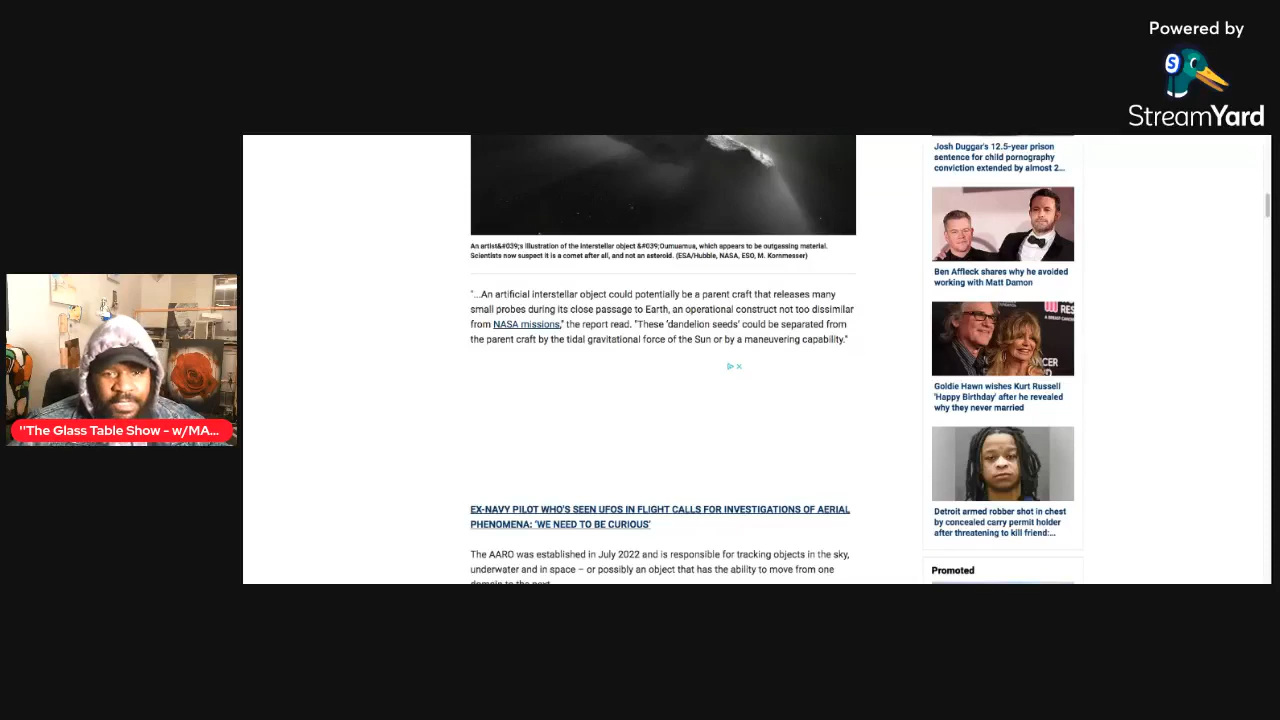 Powered by
S
StreamYard
"The Glass Table Show - w/MA...
An artist&#039;s illustration of the interstellar object &#039;Oumuamua, which appears to be outgassing material.
Scientists now suspect it is a comet after all, and not an asteroid. (ESA/Hubble, NASA, ESO, M. Kornmesser)
"...An artificial interstellar object could potentially be a parent craft that releases many
small probes during its close passage to Earth, an operational construct not too dissimilar
from NASA missions," the report read. "These 'dandelion seeds' could be separated from
the parent craft by the tidal gravitational force of the Sun or by a maneuvering capability."
EX-NAVY PILOT WHO'S SEEN UFOS IN FLIGHT CALLS FOR INVESTIGATIONS OF AERIAL
PHENOMENA: 'WE NEED TO BE CURIOUS'
The AARO was established in July 2022 and is responsible for tracking objects in the sky,
underwater and in space – or possibly an object that has the ability to move from one
domain to the next.
Josh Duggar's 12.5-year prison
sentence for child pornography
conviction extended by almost 2...
Ben Affleck shares why he avoided
working with Matt Damon
Goldie Hawn wishes Kurt Russell
'Happy Birthday' after he revealed
why they never married
Detroit armed robber shot in chest
by concealed carry permit holder
after threatening to kill friend:...
Promoted